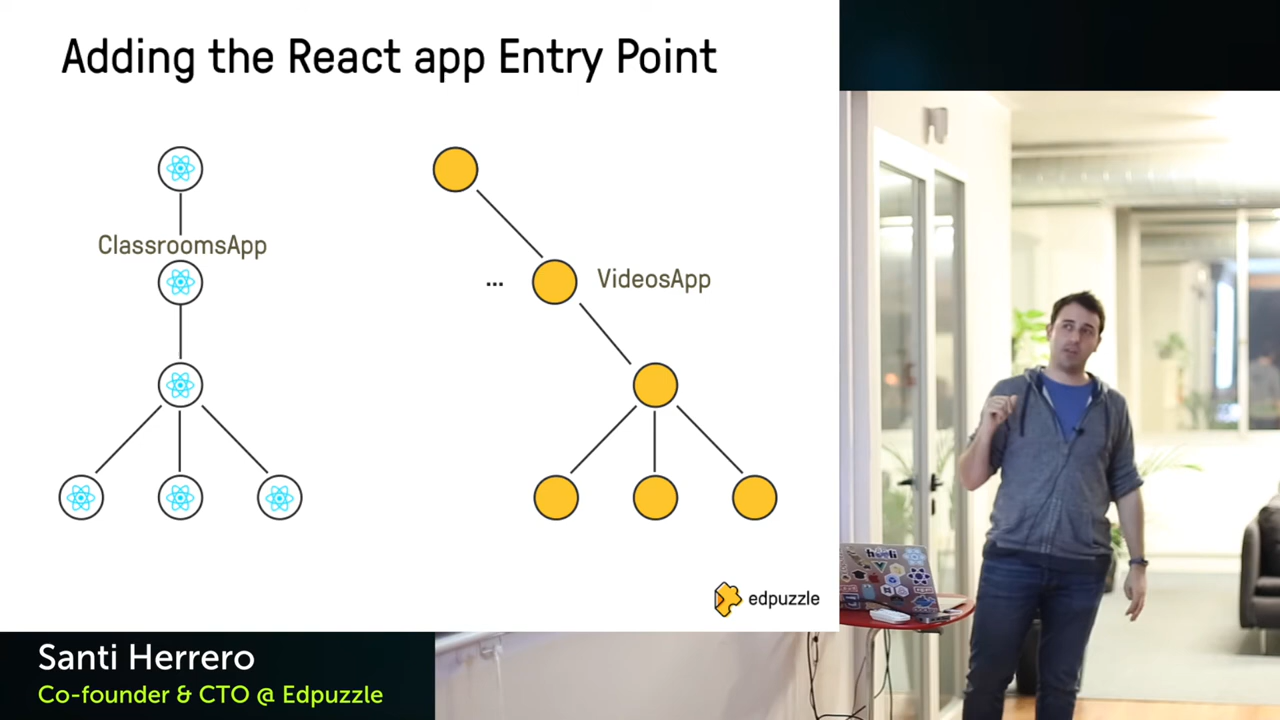 Adding the React app Entry Point
ClassroomsApp
...
VideosApp
edpuzzle
Santi Herrero
Co-founder & CTO @ Edpuzzle